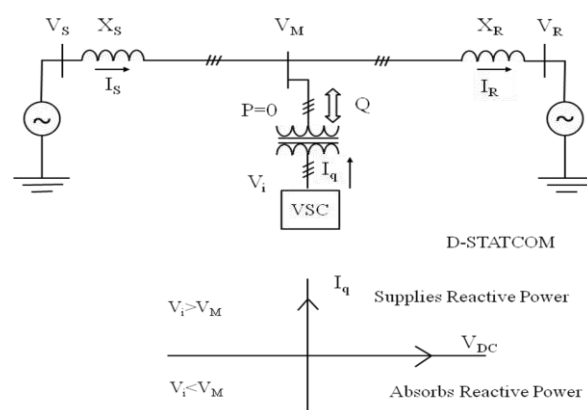 V_S X_S V_M X_R V_R
I_S I_R
P=0 Q
V_i I_q
VSC
D-STATCOM
I_q Supplies Reactive Power
V_i>V_M
V_DC
V_i<V_M Absorbs Reactive Power